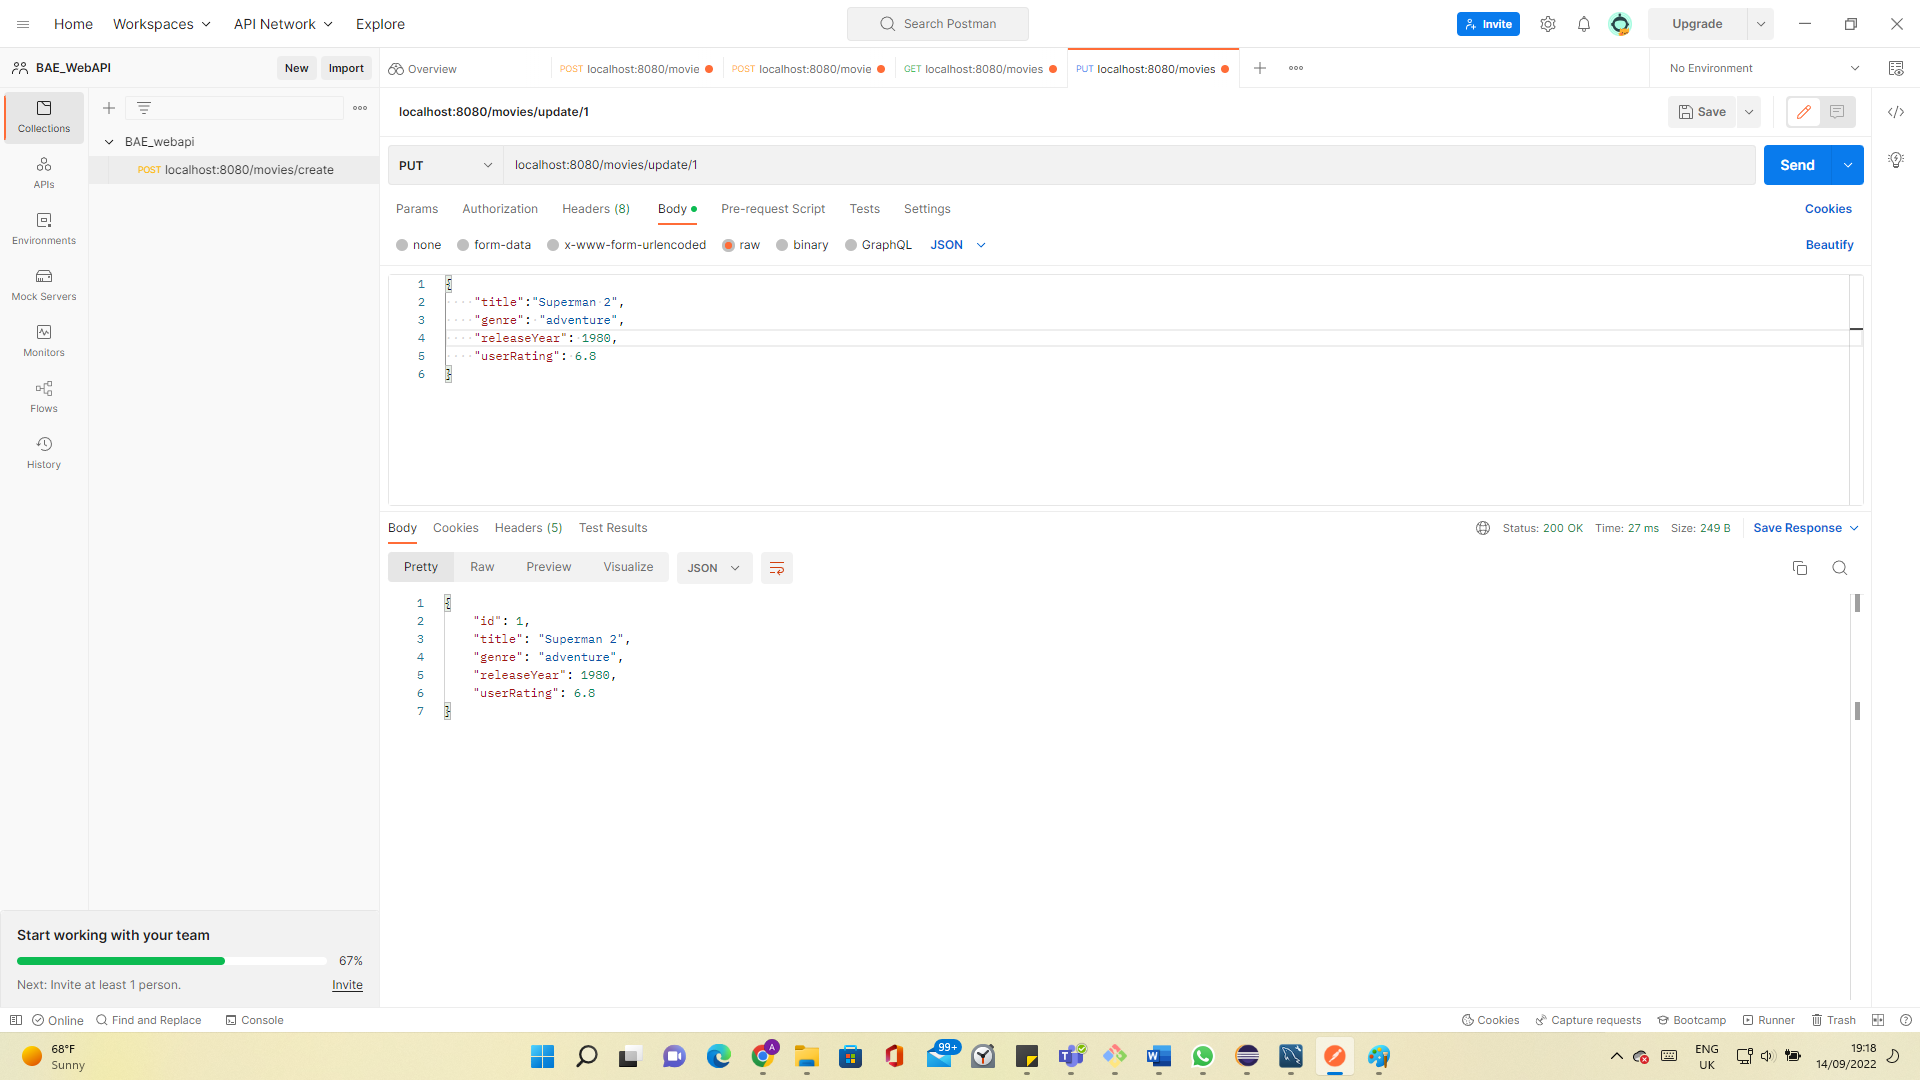 Home Workspaces API Network Explore Search Postman Invite Upgrade
BAE_WebAPI New Import Overview POST localhost:8080/movie POST localhost:8080/movie GET localhost:8080/movies PUT localhost:8080/movies No Environment
Collections
localhost:8080/movies/update/1 Save
BAE_webapi
POST localhost:8080/movies/create
PUT localhost:8080/movies/update/1 Send
APIs
Params Authorization Headers (8) Body Pre-request Script Tests Settings Cookies
Environments
none form-data x-www-form-urlencoded raw binary GraphQL JSON Beautify
Mock Servers
Monitors
Flows
History
1 {
2 "title":"Superman 2",
3 "genre": "adventure",
4 "releaseYear": 1980,
5 "userRating": 6.8
6 }
Body Cookies Headers (5) Test Results Status: 200 OK Time: 27 ms Size: 249 B Save Response
Pretty Raw Preview Visualize JSON
1 {
2 "id": 1,
3 "title": "Superman 2",
4 "genre": "adventure",
5 "releaseYear": 1980,
6 "userRating": 6.8
7 }
Start working with your team
67%
Next: Invite at least 1 person. Invite
Online Find and Replace Console Cookies Capture requests Bootcamp Runner Trash
68°F
Sunny
A
99+
ENG
UK
19:18
14/09/2022